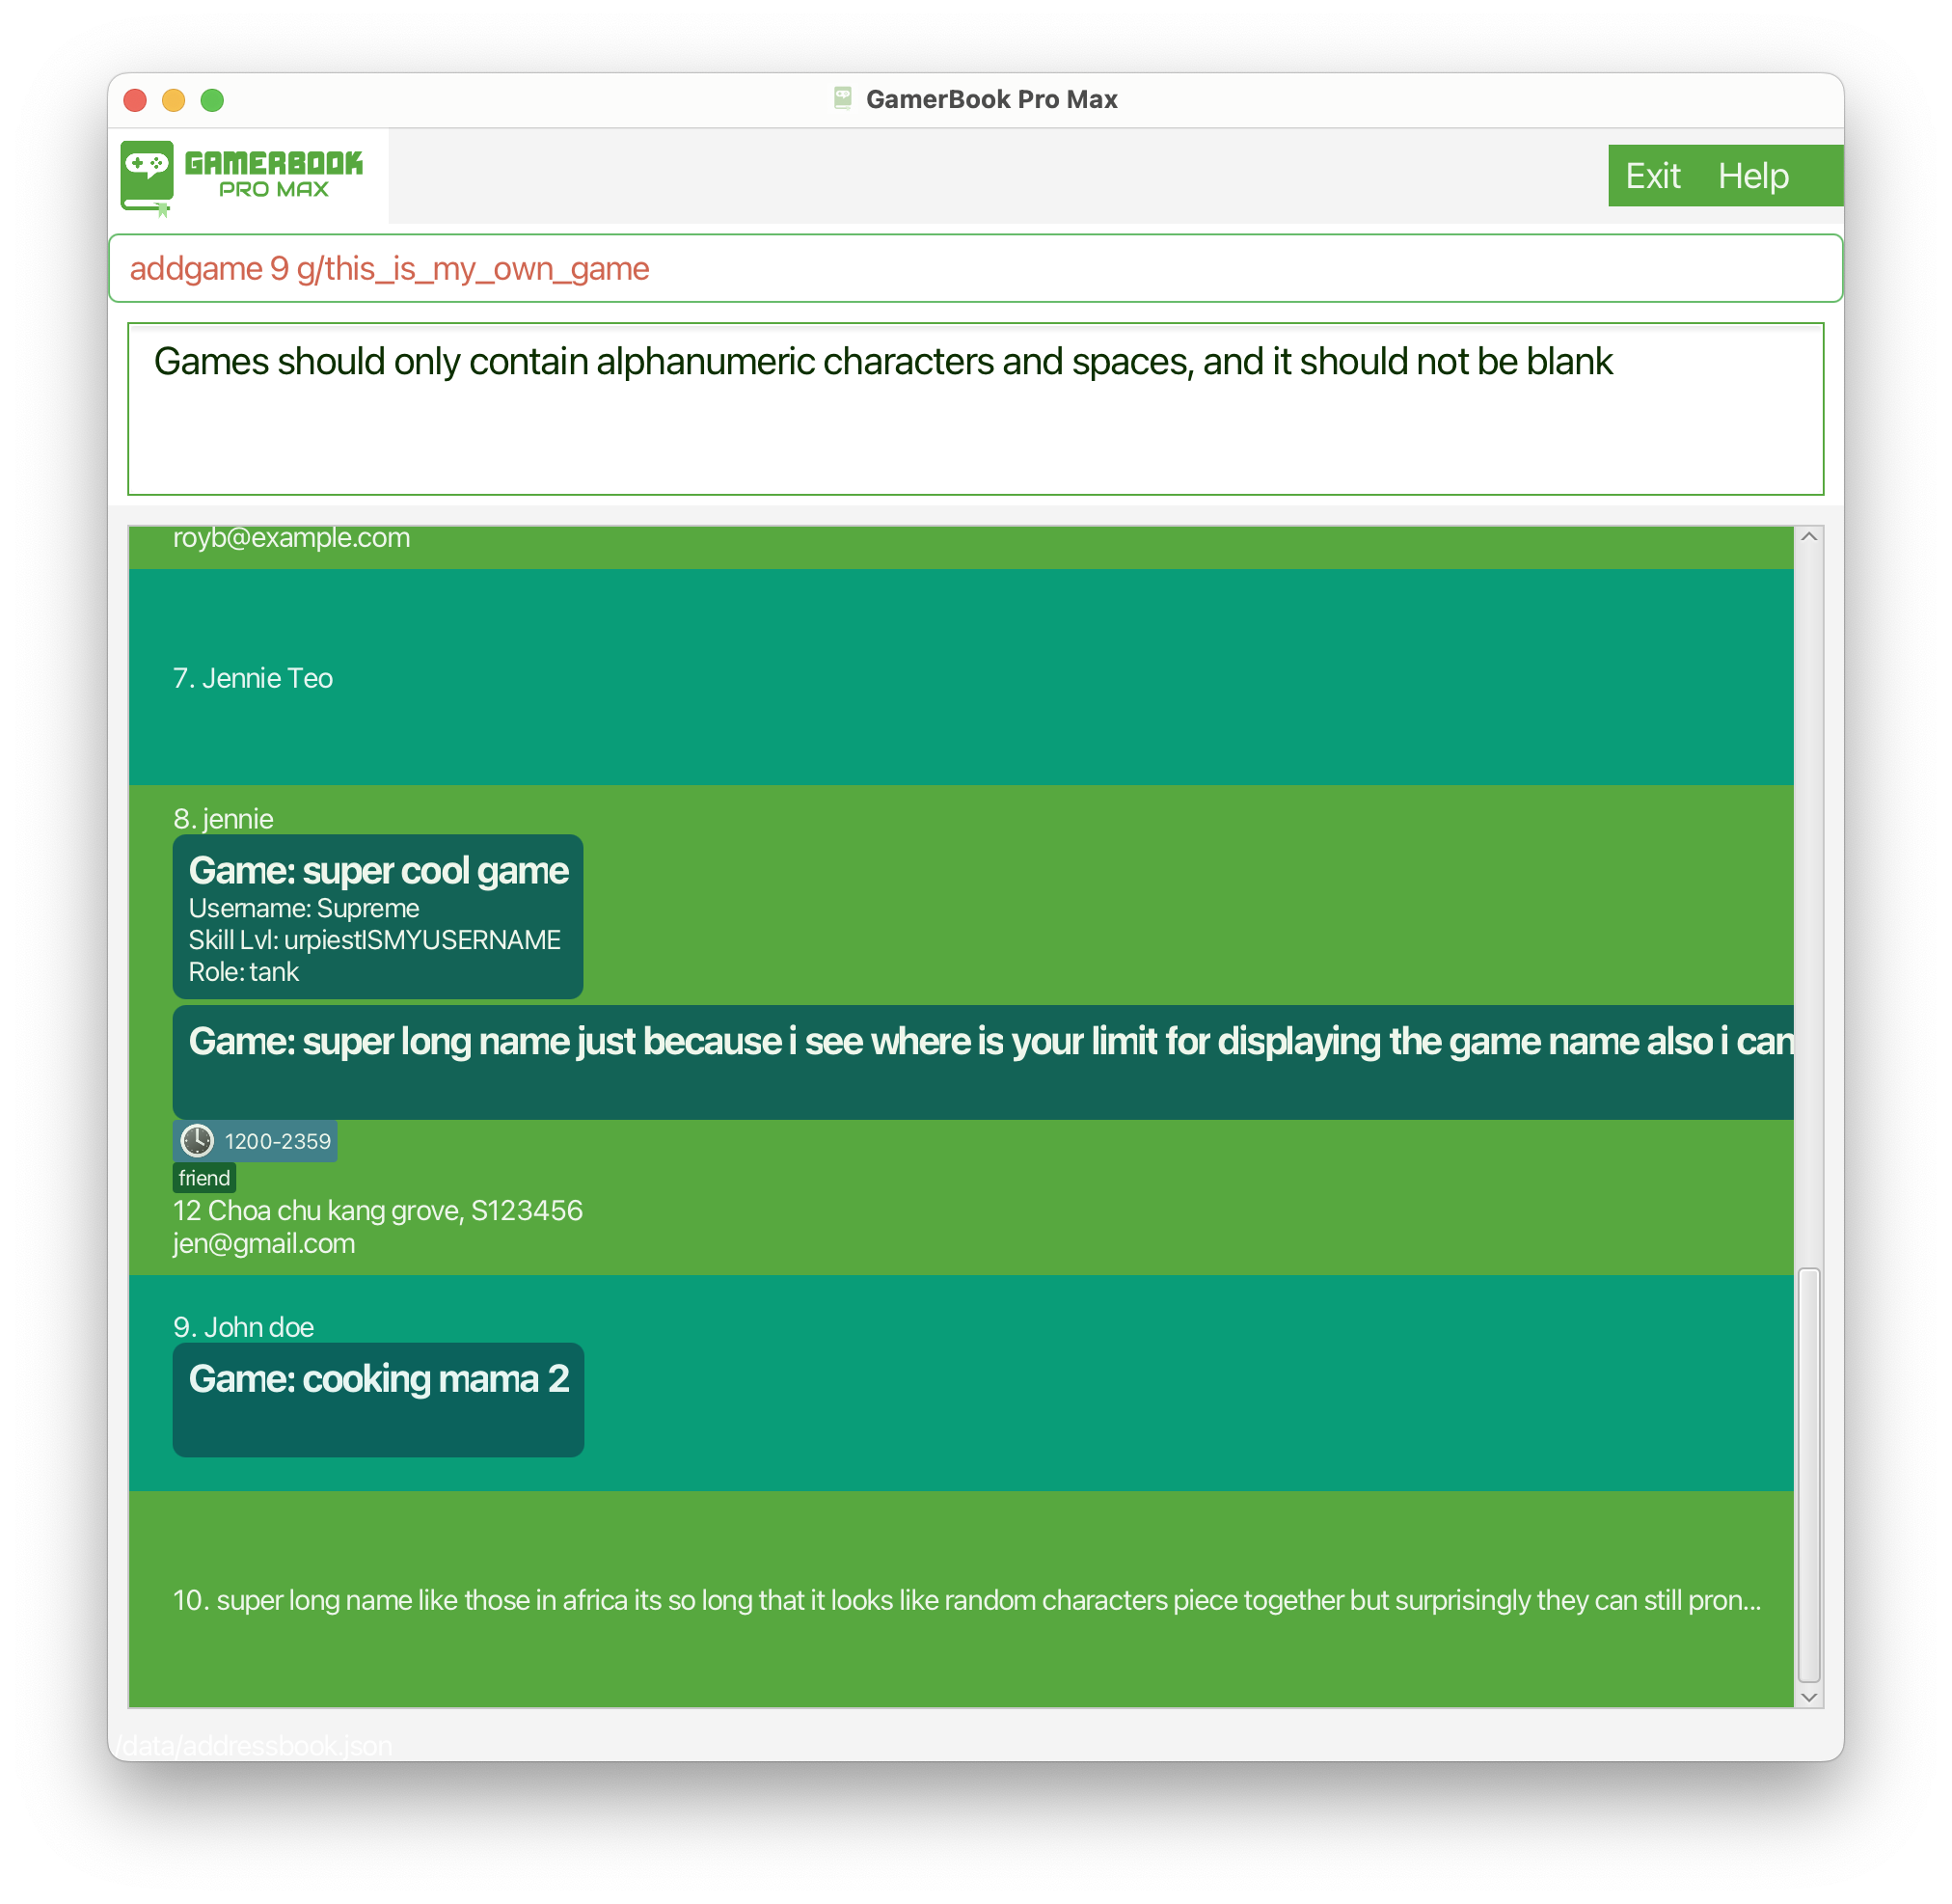 GamerBook Pro Max
GAMERBOOK
PRO MAX
Exit Help
addgame 9 g/this_is_my_own_game
Games should only contain alphanumeric characters and spaces, and it should not be blank
royb@example.com
7. Jennie Teo
8. jennie
Game: super cool game
Username: Supreme
Skill Lvl: urpiestISMYUSERNAME
Role: tank
Game: super long name just because i see where is your limit for displaying the game name also i can
1200-2359
friend
12 Choa chu kang grove, S123456
jen@gmail.com
9. John doe
Game: cooking mama 2
10. super long name like those in africa its so long that it looks like random characters piece together but surprisingly they can still pron...
/data/addressbook.json